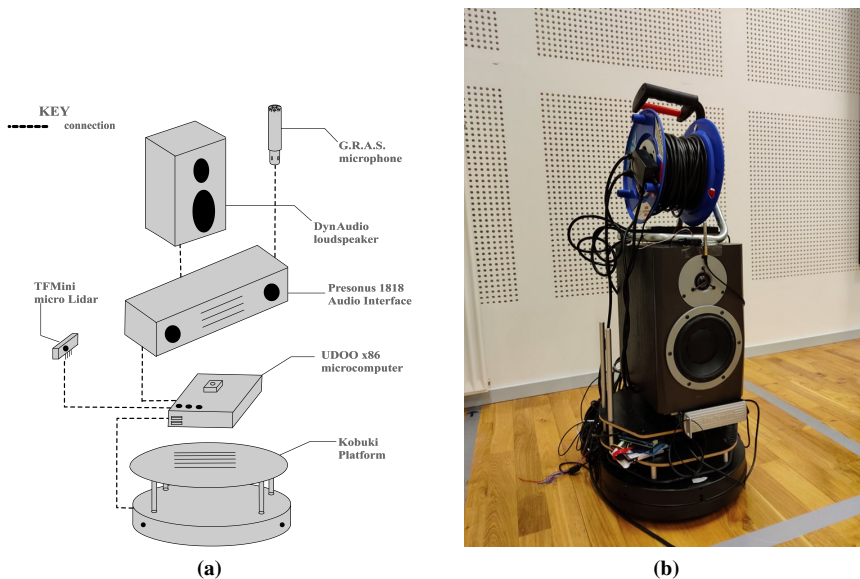 KEY
connection
G.R.A.S.
microphone
DynAudio
loudspeaker
TFMini
micro Lidar
Presonus 1818
Audio Interface
UDOO x86
microcomputer
Kobuki
Platform
(a)
(b)